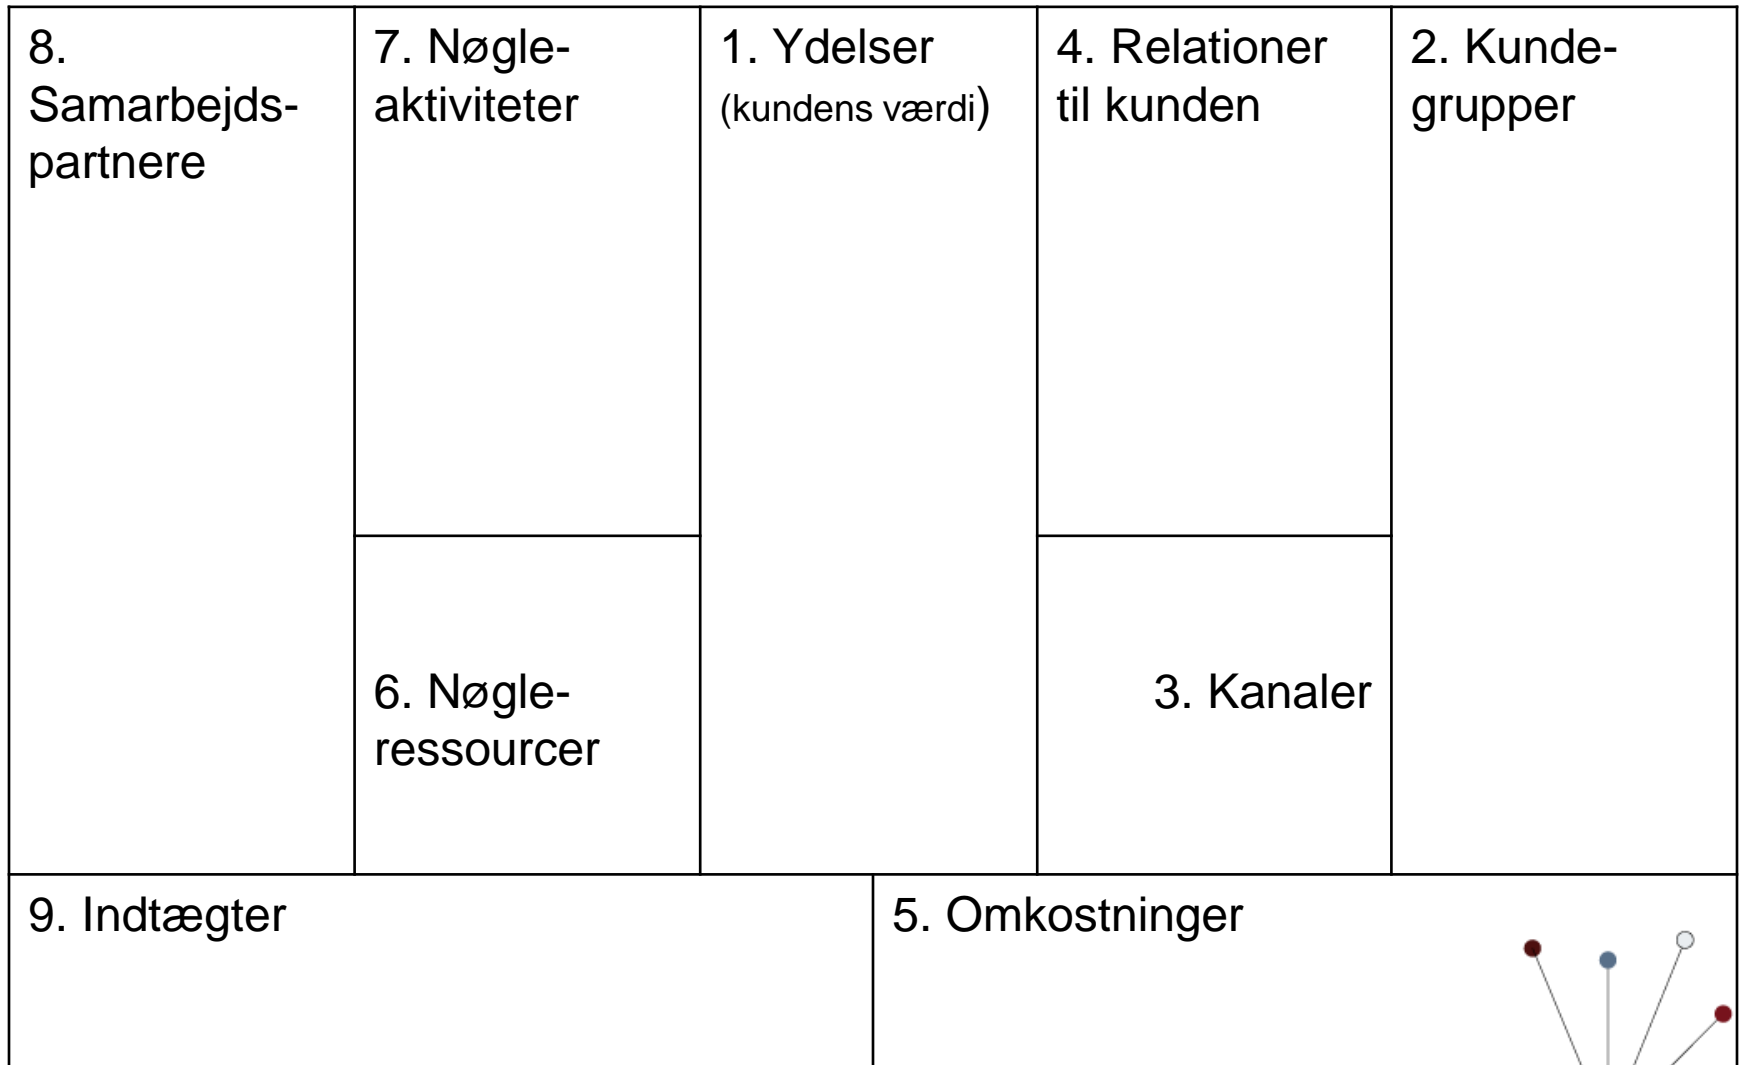 8.
Samarbejds-
partnere
7. Nøgle-
aktiviteter
1. Ydelser
(kundens værdi)
4. Relationer
til kunden
2. Kunde-
grupper
6. Nøgle-
ressourcer
3. Kanaler
9. Indtægter
5. Omkostninger